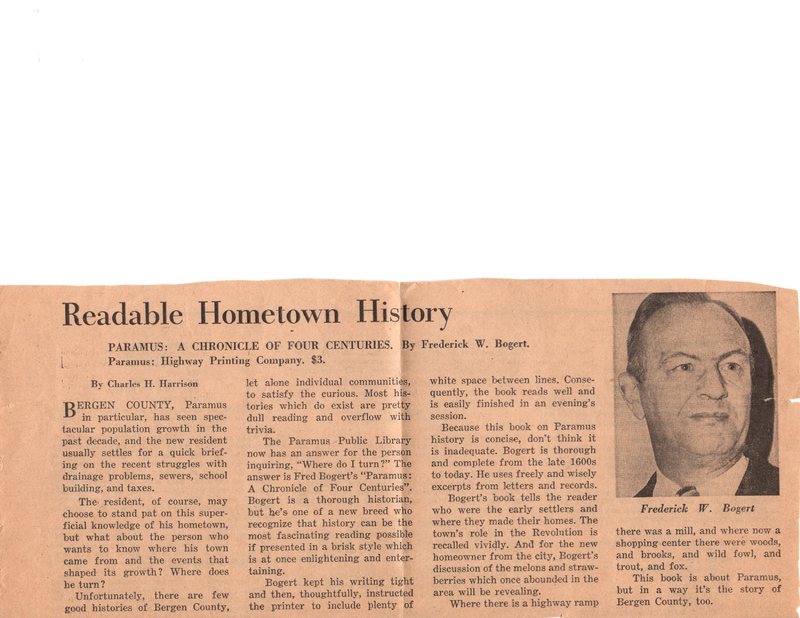 Readable Hometown History
PARAMUS: A CHRONICLE OF FOUR CENTURIES. By Frederick W. Bogert.
Paramus: Highway Printing Company. $3.
By Charles H. Harrison
BERGEN COUNTY, Paramus
in particular, has seen spec-
tacular population growth in the
past decade, and the new resident
usually settles for a quick brief-
ing on the recent struggles with
drainage problems, sewers, school
building, and taxes.
The resident, of course, may
choose to stand pat on this super-
ficial knowledge of his hometown,
but what about the person who
wants to know where his town
came from and the events that
shaped its growth? Where does
he turn?
Unfortunately, there are few
good histories of Bergen County,
let alone individual communities,
to satisfy the curious. Most his-
tories which do exist are pretty
dull reading and overflow with
trivia.
The Paramus Public Library
now has an answer for the person
inquiring, "Where do I turn?" The
answer is Fred Bogert's "Paramus:
A Chronicle of Four Centuries".
Bogert is a thorough historian,
but he's one of a new breed who
recognize that history can be the
most fascinating reading possible
if presented in a brisk style which
is at once enlightening and enter-
taining.
Bogert kept his writing tight
and then, thoughtfully, instructed
the printer to include plenty of
white space between lines. Conse-
quently, the book reads well and
is easily finished in an evening's
session.
Because this book on Paramus
history is concise, don't think it
is inadequate. Bogert is thorough
and complete from the late 1600s
to today. He uses freely and wisely
excerpts from letters and records.
Bogert's book tells the reader
who were the early settlers and
where they made their homes. The
town's role in the Revolution is
recalled vividly. And for the new
homeowner from the city, Bogert's
discussion of the melons and straw-
berries which once abounded in the
area will be revealing.
Where there is a highway ramp
Frederick W. Bogert
there was a mill, and where now a
shopping center there were woods,
and brooks, and wild fowl, and
trout, and fox.
This book is about Paramus,
but in a way it's the story of
Bergen County, too.